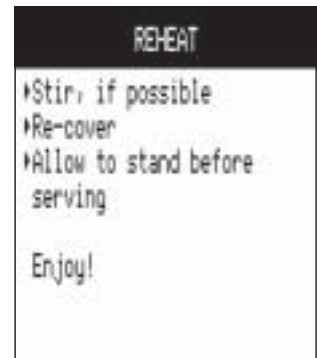 REHEAT
▸Stir, if possible
▸Re-cover
▸Allow to stand before
serving
Enjoy!